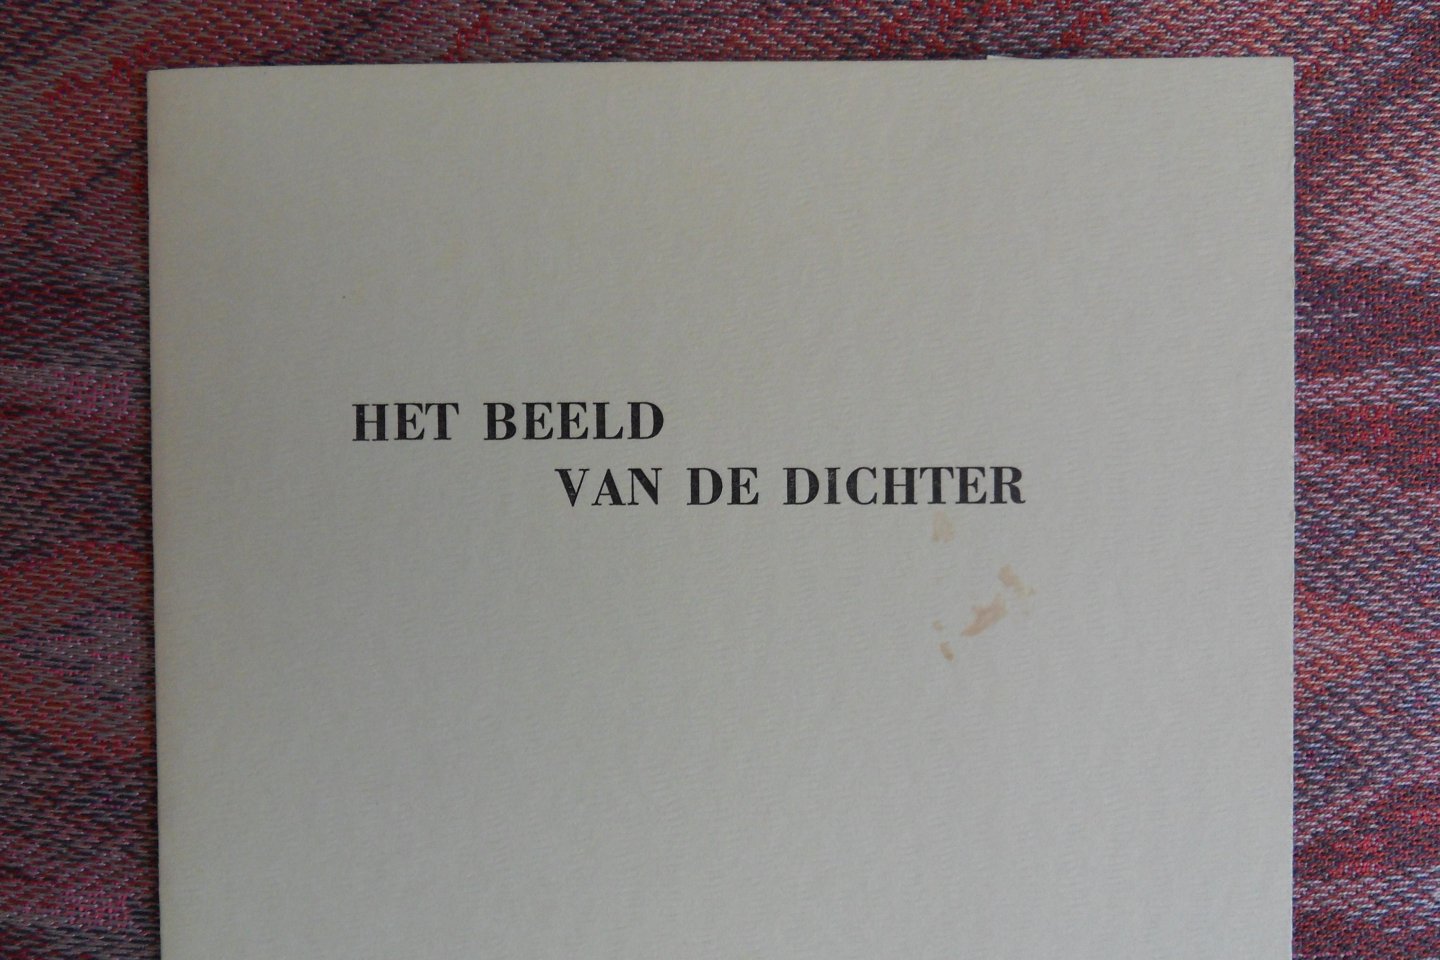 HET BEELD
VAN DE DICHTER